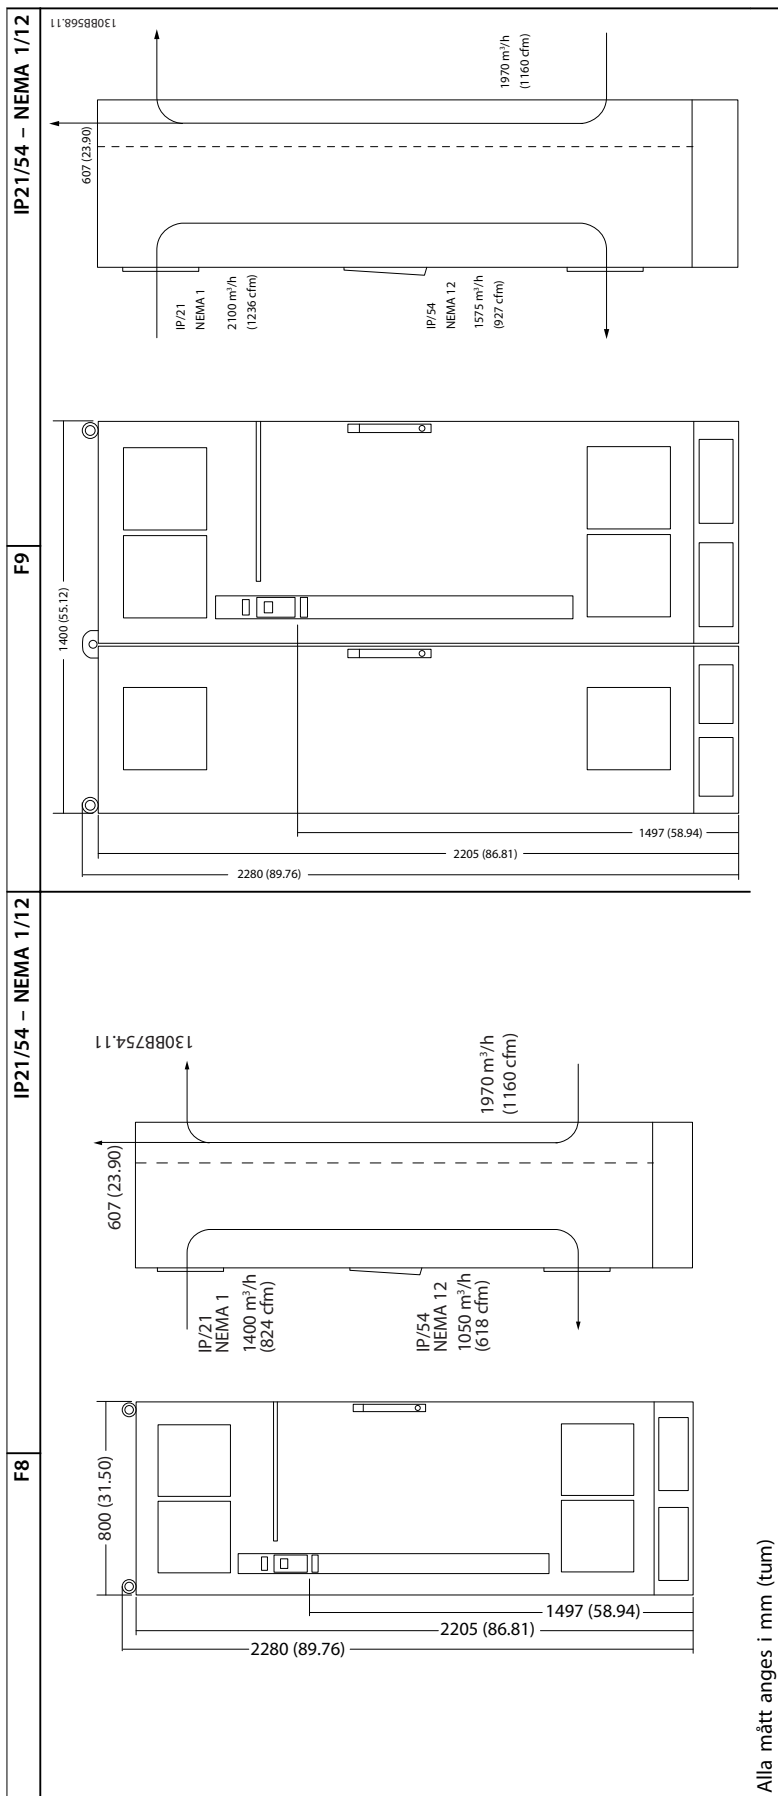 F8
IP21/54 – NEMA 1/12
F9
IP21/54 – NEMA 1/12
800 (31.50)
2280 (89.76)
2205 (86.81)
1497 (58.94)
IP/21
NEMA 1
1400 m³/h
(824 cfm)
IP/54
NEMA 12
1050 m³/h
(618 cfm)
607 (23.90)
1970 m³/h
(1160 cfm)
130BB754.11
1400 (55.12)
2280 (89.76)
2205 (86.81)
1497 (58.94)
IP/21
NEMA 1
2100 m³/h
(1236 cfm)
IP/54
NEMA 12
1575 m³/h
(927 cfm)
607 (23.90)
1970 m³/h
(1160 cfm)
130BB568.11
Alla mått anges i mm (tum)